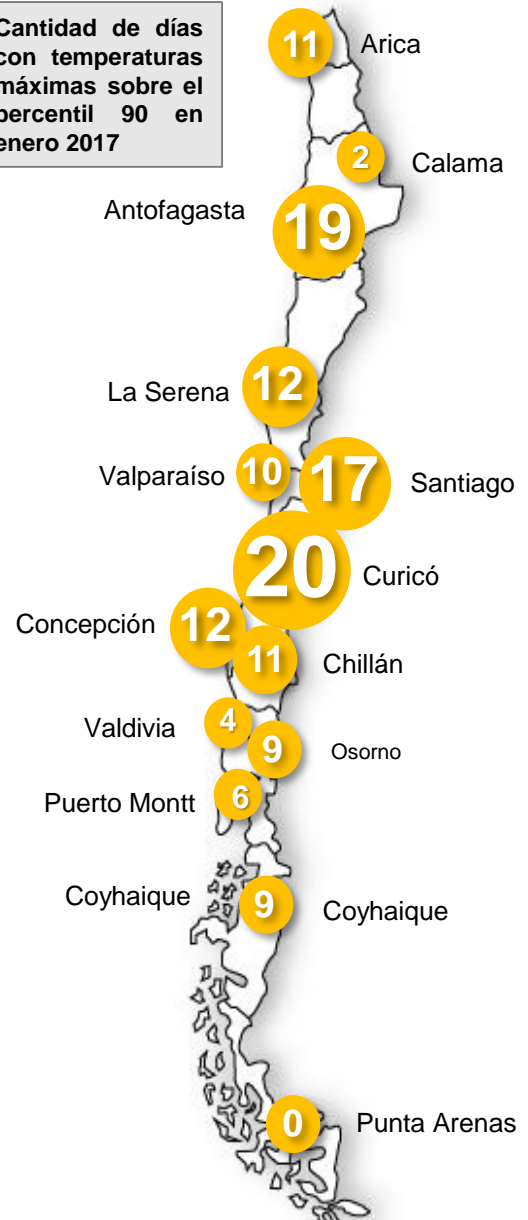 Cantidad de días
con temperaturas
máximas sobre el
percentil 90 en
enero 2017
11 Arica
2 Calama
Antofagasta 19
La Serena 12
Valparaíso 10
17 Santiago
20 Curicó
Concepción 12
11 Chillán
Valdivia 4
9 Osorno
Puerto Montt 6
Coyhaique 9 Coyhaique
0 Punta Arenas